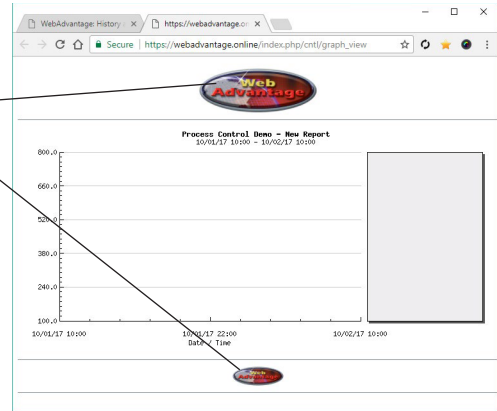 WebAdvantage: History
https://webadvantage.on
Secure https://webadvantage.online/index.php/cntl/graph_view
Web
Advantage
Process Control Demo - New Report
10/01/17 10:00 - 10/02/17 10:00
800.0
660.0
520.0
380.0
240.0
100.0
10/01/17 10:00 10/01/17 22:00 10/02/17 10:00
Date / Time
Web
Advantage